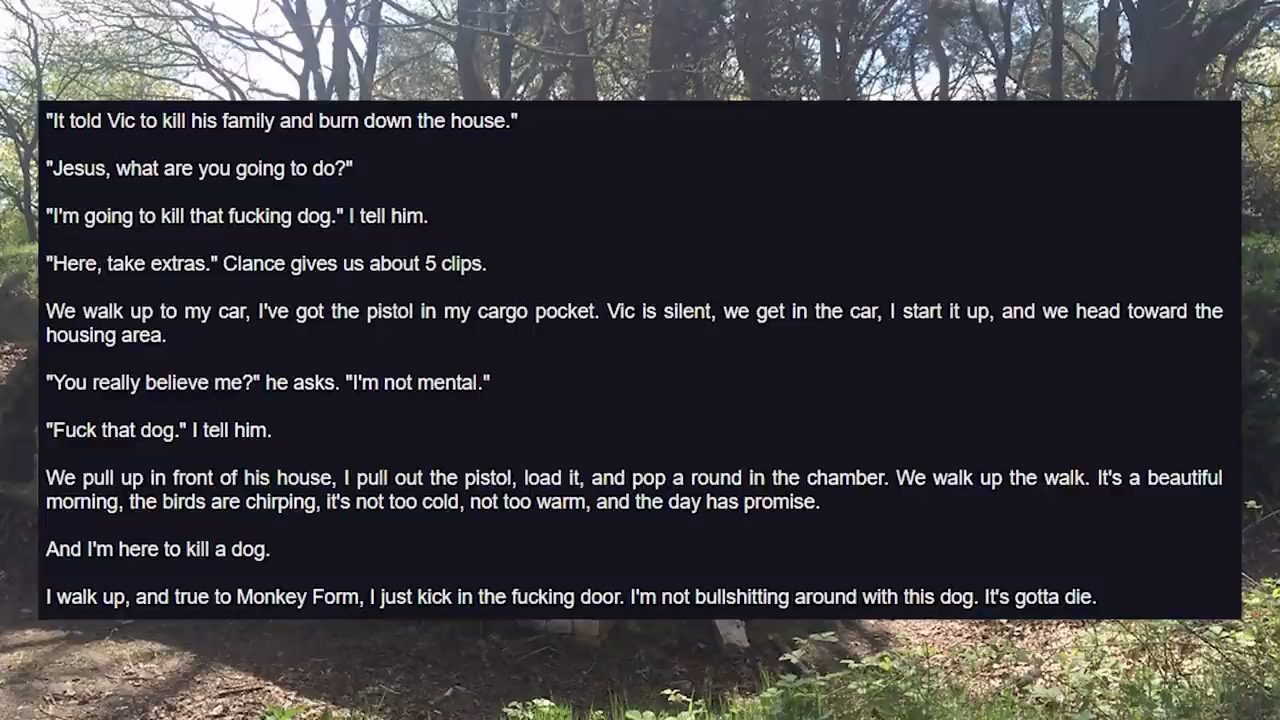 "It told Vic to kill his family and burn down the house."
"Jesus, what are you going to do?"
"I'm going to kill that fucking dog." I tell him.
"Here, take extras." Clance gives us about 5 clips.
We walk up to my car, I've got the pistol in my cargo pocket. Vic is silent, we get in the car, I start it up, and we head toward the
housing area.
"You really believe me?" he asks. "I'm not mental."
"Fuck that dog." I tell him.
We pull up in front of his house, I pull out the pistol, load it, and pop a round in the chamber. We walk up the walk. It's a beautiful
morning, the birds are chirping, it's not too cold, not too warm, and the day has promise.
And I'm here to kill a dog.
I walk up, and true to Monkey Form, I just kick in the fucking door. I'm not bullshitting around with this dog. It's gotta die.